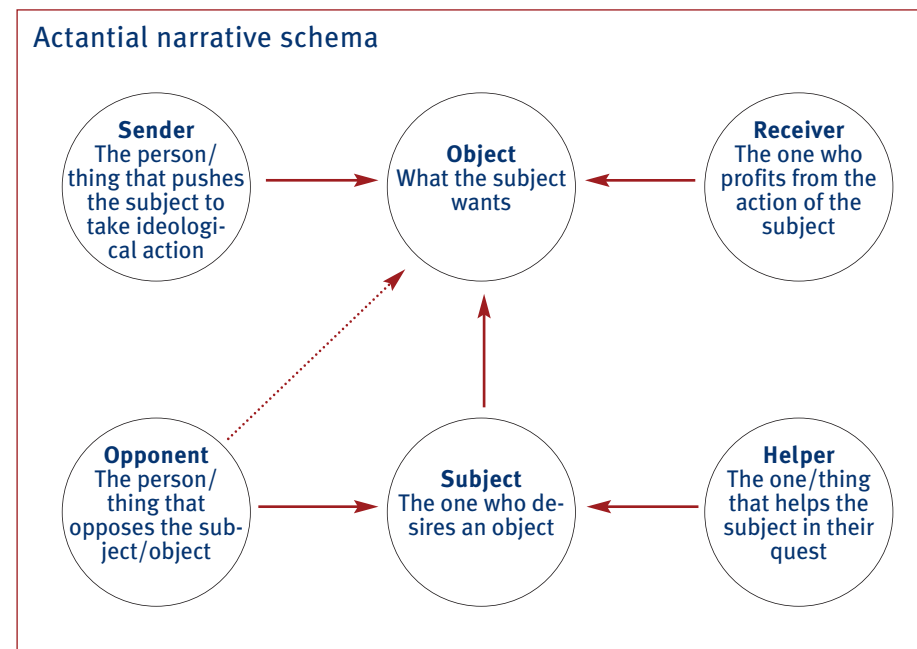 Actantial narrative schema
Sender
The person/
thing that pushes
the subject to
take ideologi-
cal action
Object
What the subject
wants
Receiver
The one who
profits from the
action of the
subject
Opponent
The person/
thing that
opposes the sub-
ject/object
Subject
The one who de-
sires an object
Helper
The one/thing
that helps the
subject in their
quest